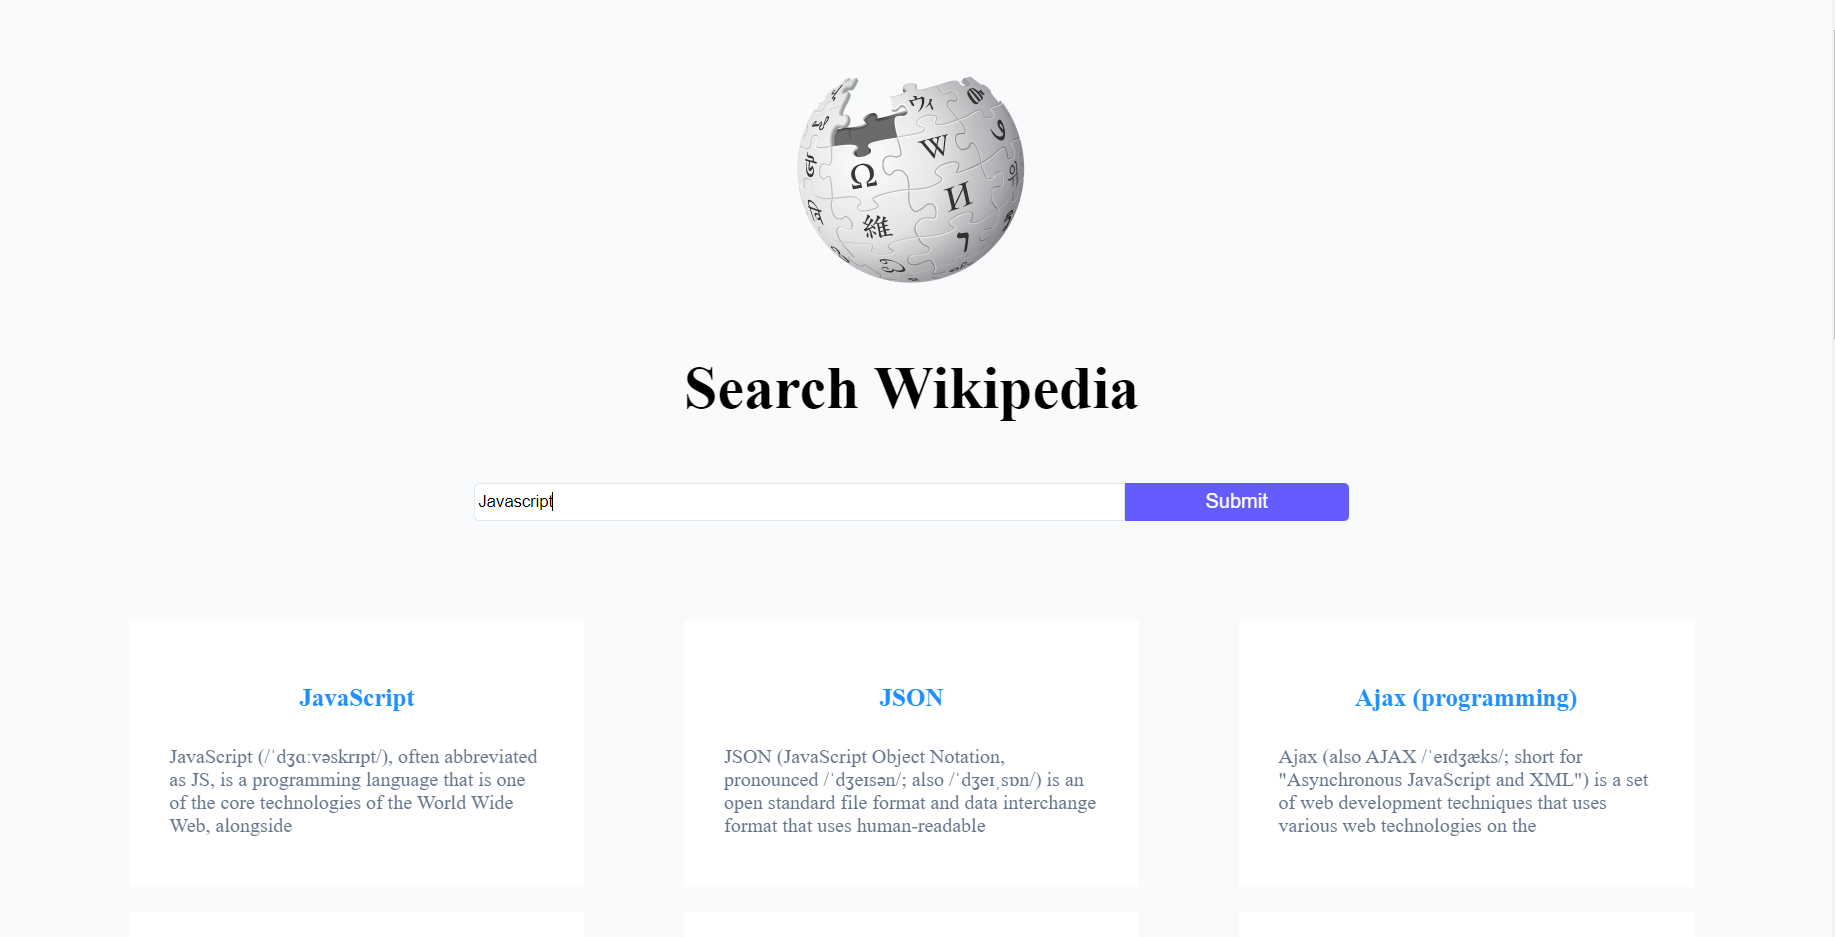 Ω
W
И
維
ウィ
Search Wikipedia
Javascript
Submit
JavaScript
JavaScript (/ˈdʒɑːvəskrɪpt/), often abbreviated
as JS, is a programming language that is one
of the core technologies of the World Wide
Web, alongside
JSON
JSON (JavaScript Object Notation,
pronounced /ˈdʒeɪsən/; also /ˈdʒeɪˌsɒn/) is an
open standard file format and data interchange
format that uses human-readable
Ajax (programming)
Ajax (also AJAX /ˈeɪdʒæks/; short for
"Asynchronous JavaScript and XML") is a set
of web development techniques that uses
various web technologies on the